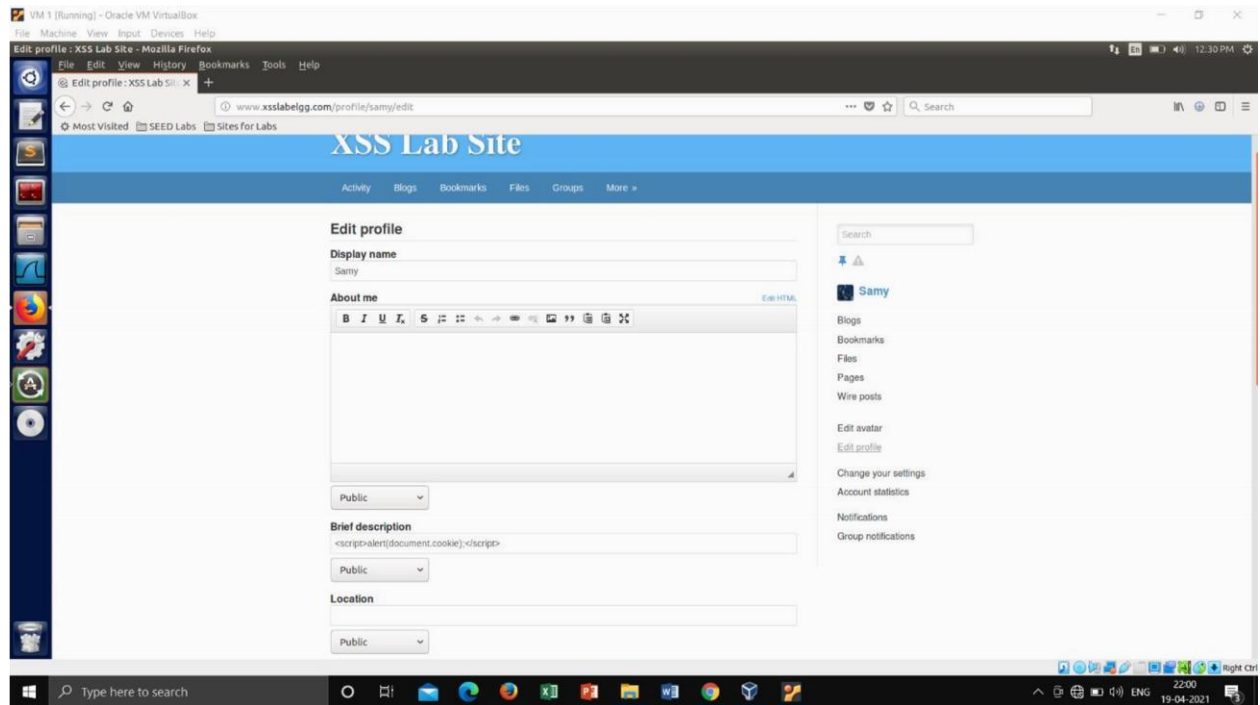 VM 1 [Running] - Oracle VM VirtualBox
File Machine View Input Devices Help
Edit profile : XSS Lab Site - Mozilla Firefox
En 12:30 PM
File Edit View History Bookmarks Tools Help
Edit profile : XSS Lab Sit
www.xsslabelgg.com/profile/samy/edit
Search
Most Visited SEED Labs Sites for Labs
XSS Lab Site
Activity Blogs Bookmarks Files Groups More »
Edit profile
Display name
Samy
About me Edit HTML
B I U Tx S
Public
Brief description
<script>alert(document.cookie);</script>
Public
Location
Public
Search
Samy
Blogs
Bookmarks
Files
Pages
Wire posts
Edit avatar
Edit profile
Change your settings
Account statistics
Notifications
Group notifications
Right Ctrl
Type here to search
ENG
22:00
19-04-2021
3